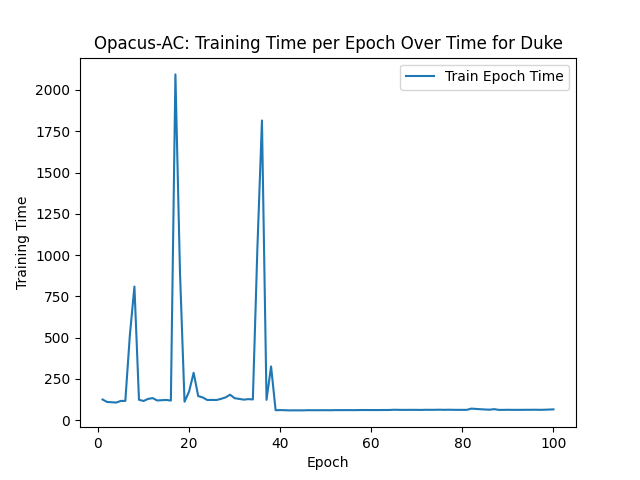 Opacus-AC: Training Time per Epoch Over Time for Duke
Train Epoch Time
Training Time
2000
1750
1500
1250
1000
750
500
250
0
0 20 40 60 80 100
Epoch